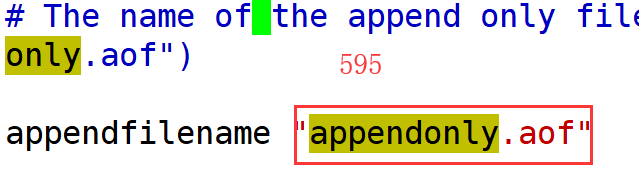 # The name of the append only file
only.aof")
595
appendfilename "appendonly.aof"